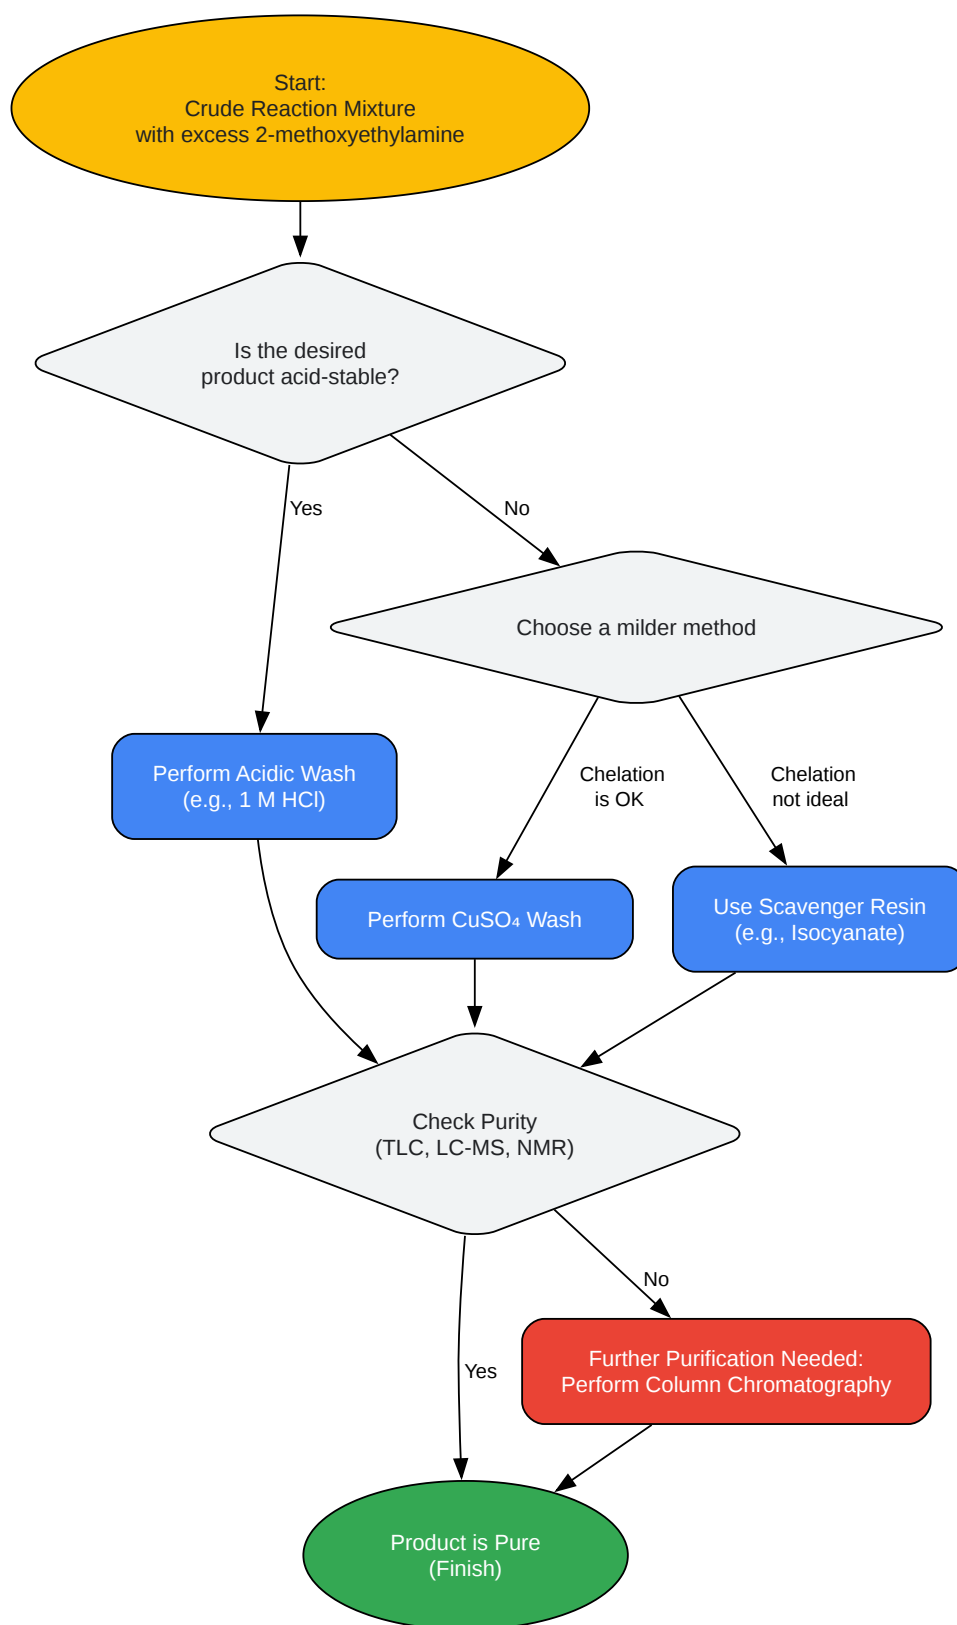 Start:
Crude Reaction Mixture
with excess 2-methoxyethylamine
Is the desired
product acid-stable?
Yes
No
Choose a milder method
Perform Acidic Wash
(e.g., 1 M HCl)
Chelation
is OK
Chelation
not ideal
Perform CuSO₄ Wash
Use Scavenger Resin
(e.g., Isocyanate)
Check Purity
(TLC, LC-MS, NMR)
No
Yes
Further Purification Needed:
Perform Column Chromatography
Product is Pure
(Finish)